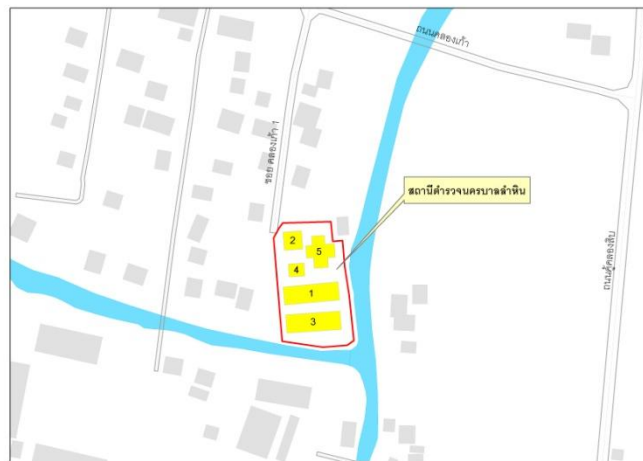 ถนนคลองเก้า
ซอย คลองเก้า 1
สถานีตำรวจนครบาลลำหิน
ถนนคู้คลองสิบ
2
5
4
1
3